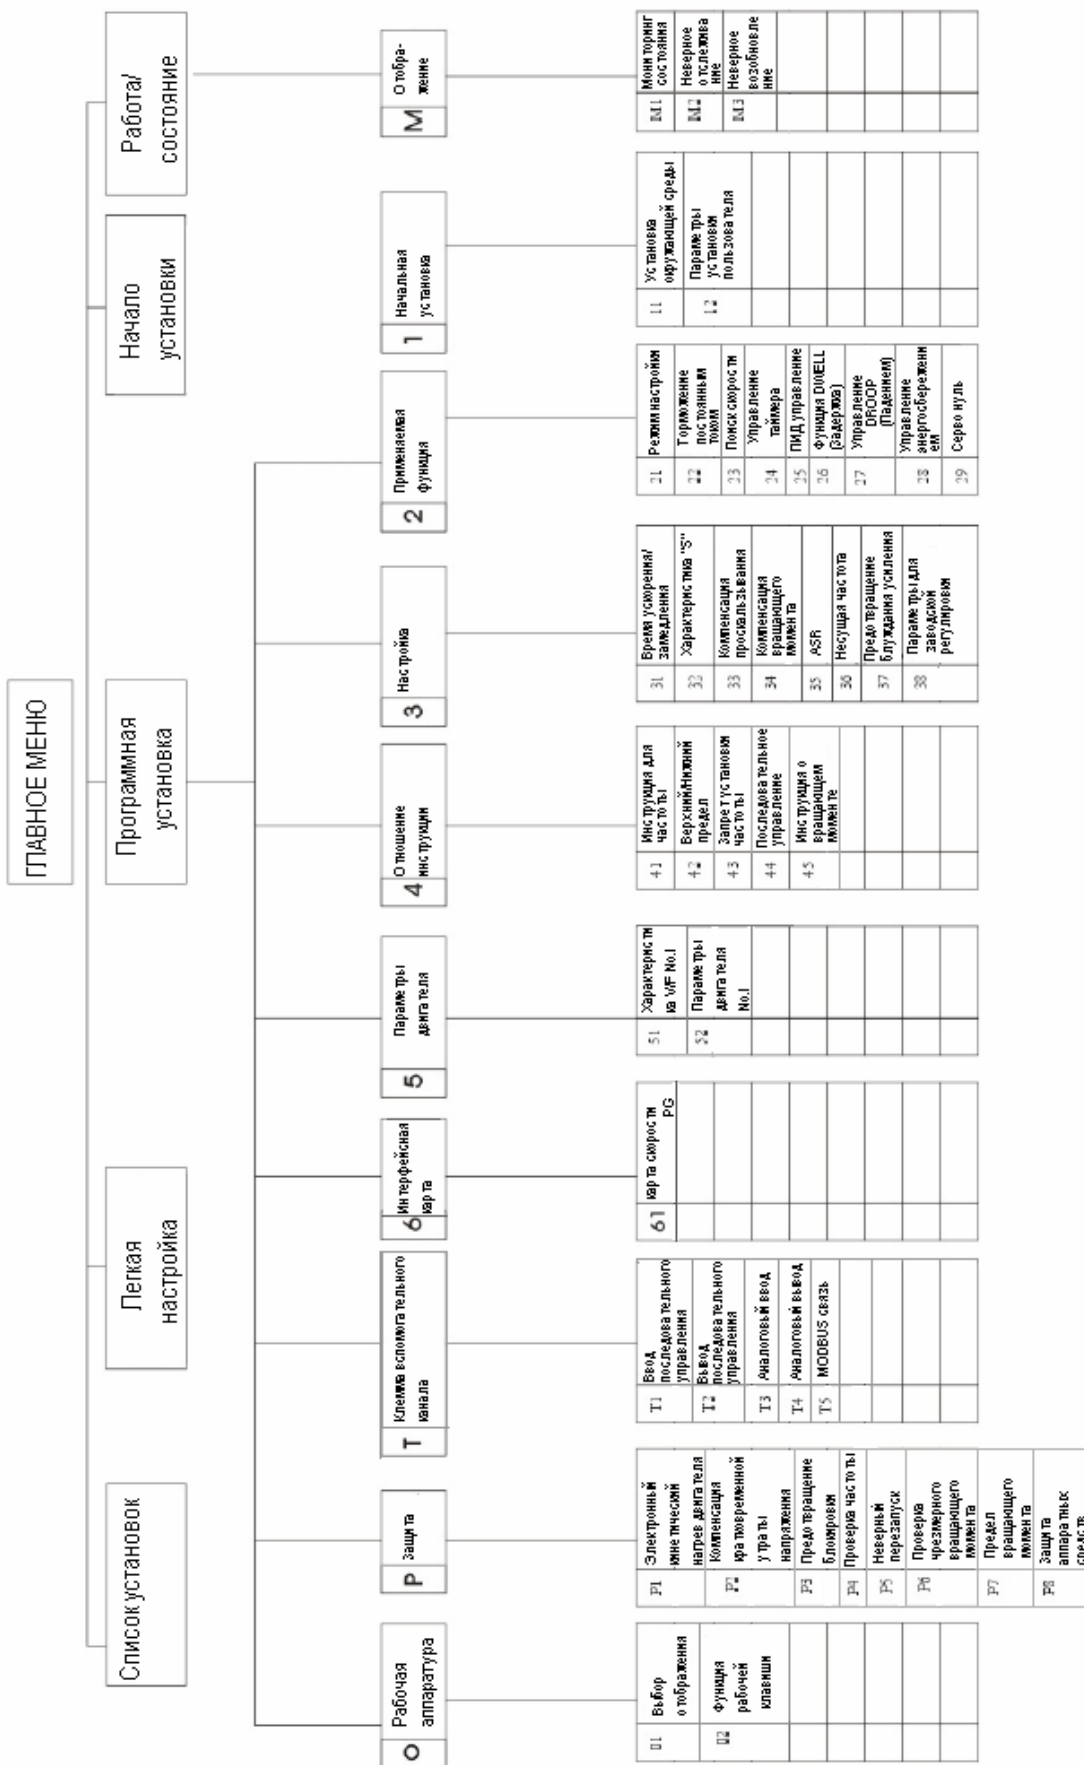 ГЛАВНОЕ МЕНЮ
Список установок
Легкая
настройка
Программная
установка
Начало
установки
Работа/
состояние
O
Рабочая
аппаратура
P
Защита
T
Клемма вспомогательного
канала
6
Интерфейсная
карта
5
Параметры
двигателя
4
Отношение
инструкции
3
Настройка
2
Применяемая
функция
1
Начальная
установка
M
Отобра-
жение
01
Выбор
отображения
02
Функция
рабочей
клавиши
P1
Электронный
кинетический
нагрев двигателя
P2
Компенсация
кратковременной
утраты
напряжения
P3
Предотвращение
блокировки
P4
Проверка частоты
P5
Неверный
перезапуск
P6
Проверка
чрезмерного
вращающего
момента
P7
Предел
вращающего
момента
P8
Защита
аппаратных
средств
T1
Ввод
последовательного
управления
T2
Вывод
последовательного
управления
T3
Аналоговый ввод
T4
Аналоговый вывод
T5
MODBUS связь
61
карта скорости
PG
51
Характеристи
ка V/F No.1
52
Параметры
двигателя
No.1
41
Инструкция для
частоты
42
Верхний/Нижний
предел
43
Запрет установки
частоты
44
Последовательное
управление
45
Инструкция о
вращающем
моменте
31
Время ускорения/
замедления
32
Характеристика "S"
33
Компенсация
проскальзывания
34
Компенсация
вращающего
момента
35
ASR
36
Несущая частота
37
Предотвращение
блуждания усиления
38
Параметры для
заводской
регулировки
21
Режим настройки
22
Торможение
постоянным
током
23
Поиск скорости
24
Управление
таймера
25
ПИД управление
26
Функция DWELL
(Задержка)
27
Управление
DROOP
(Падением)
28
Управление
энергосбережени
ем
29
Серво нуль
11
Установка
окружающей среды
12
Параметры
установки
пользователя
M1
Мониторинг
состояния
M2
Неверное
отслежива
ние
M3
Неверное
возобновле
ние